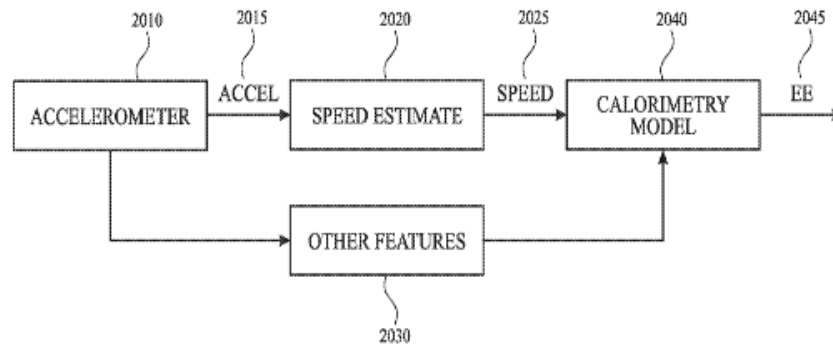 2010
2015
2020
2025
2040
2045
ACCELEROMETER
ACCEL
SPEED ESTIMATE
SPEED
CALORIMETRY
MODEL
EE
OTHER FEATURES
2030